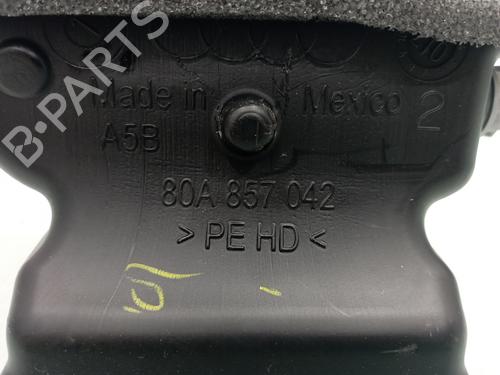 B-PARTS
Made in Mexico 2
A5B
80A 857 042
> PE HD <